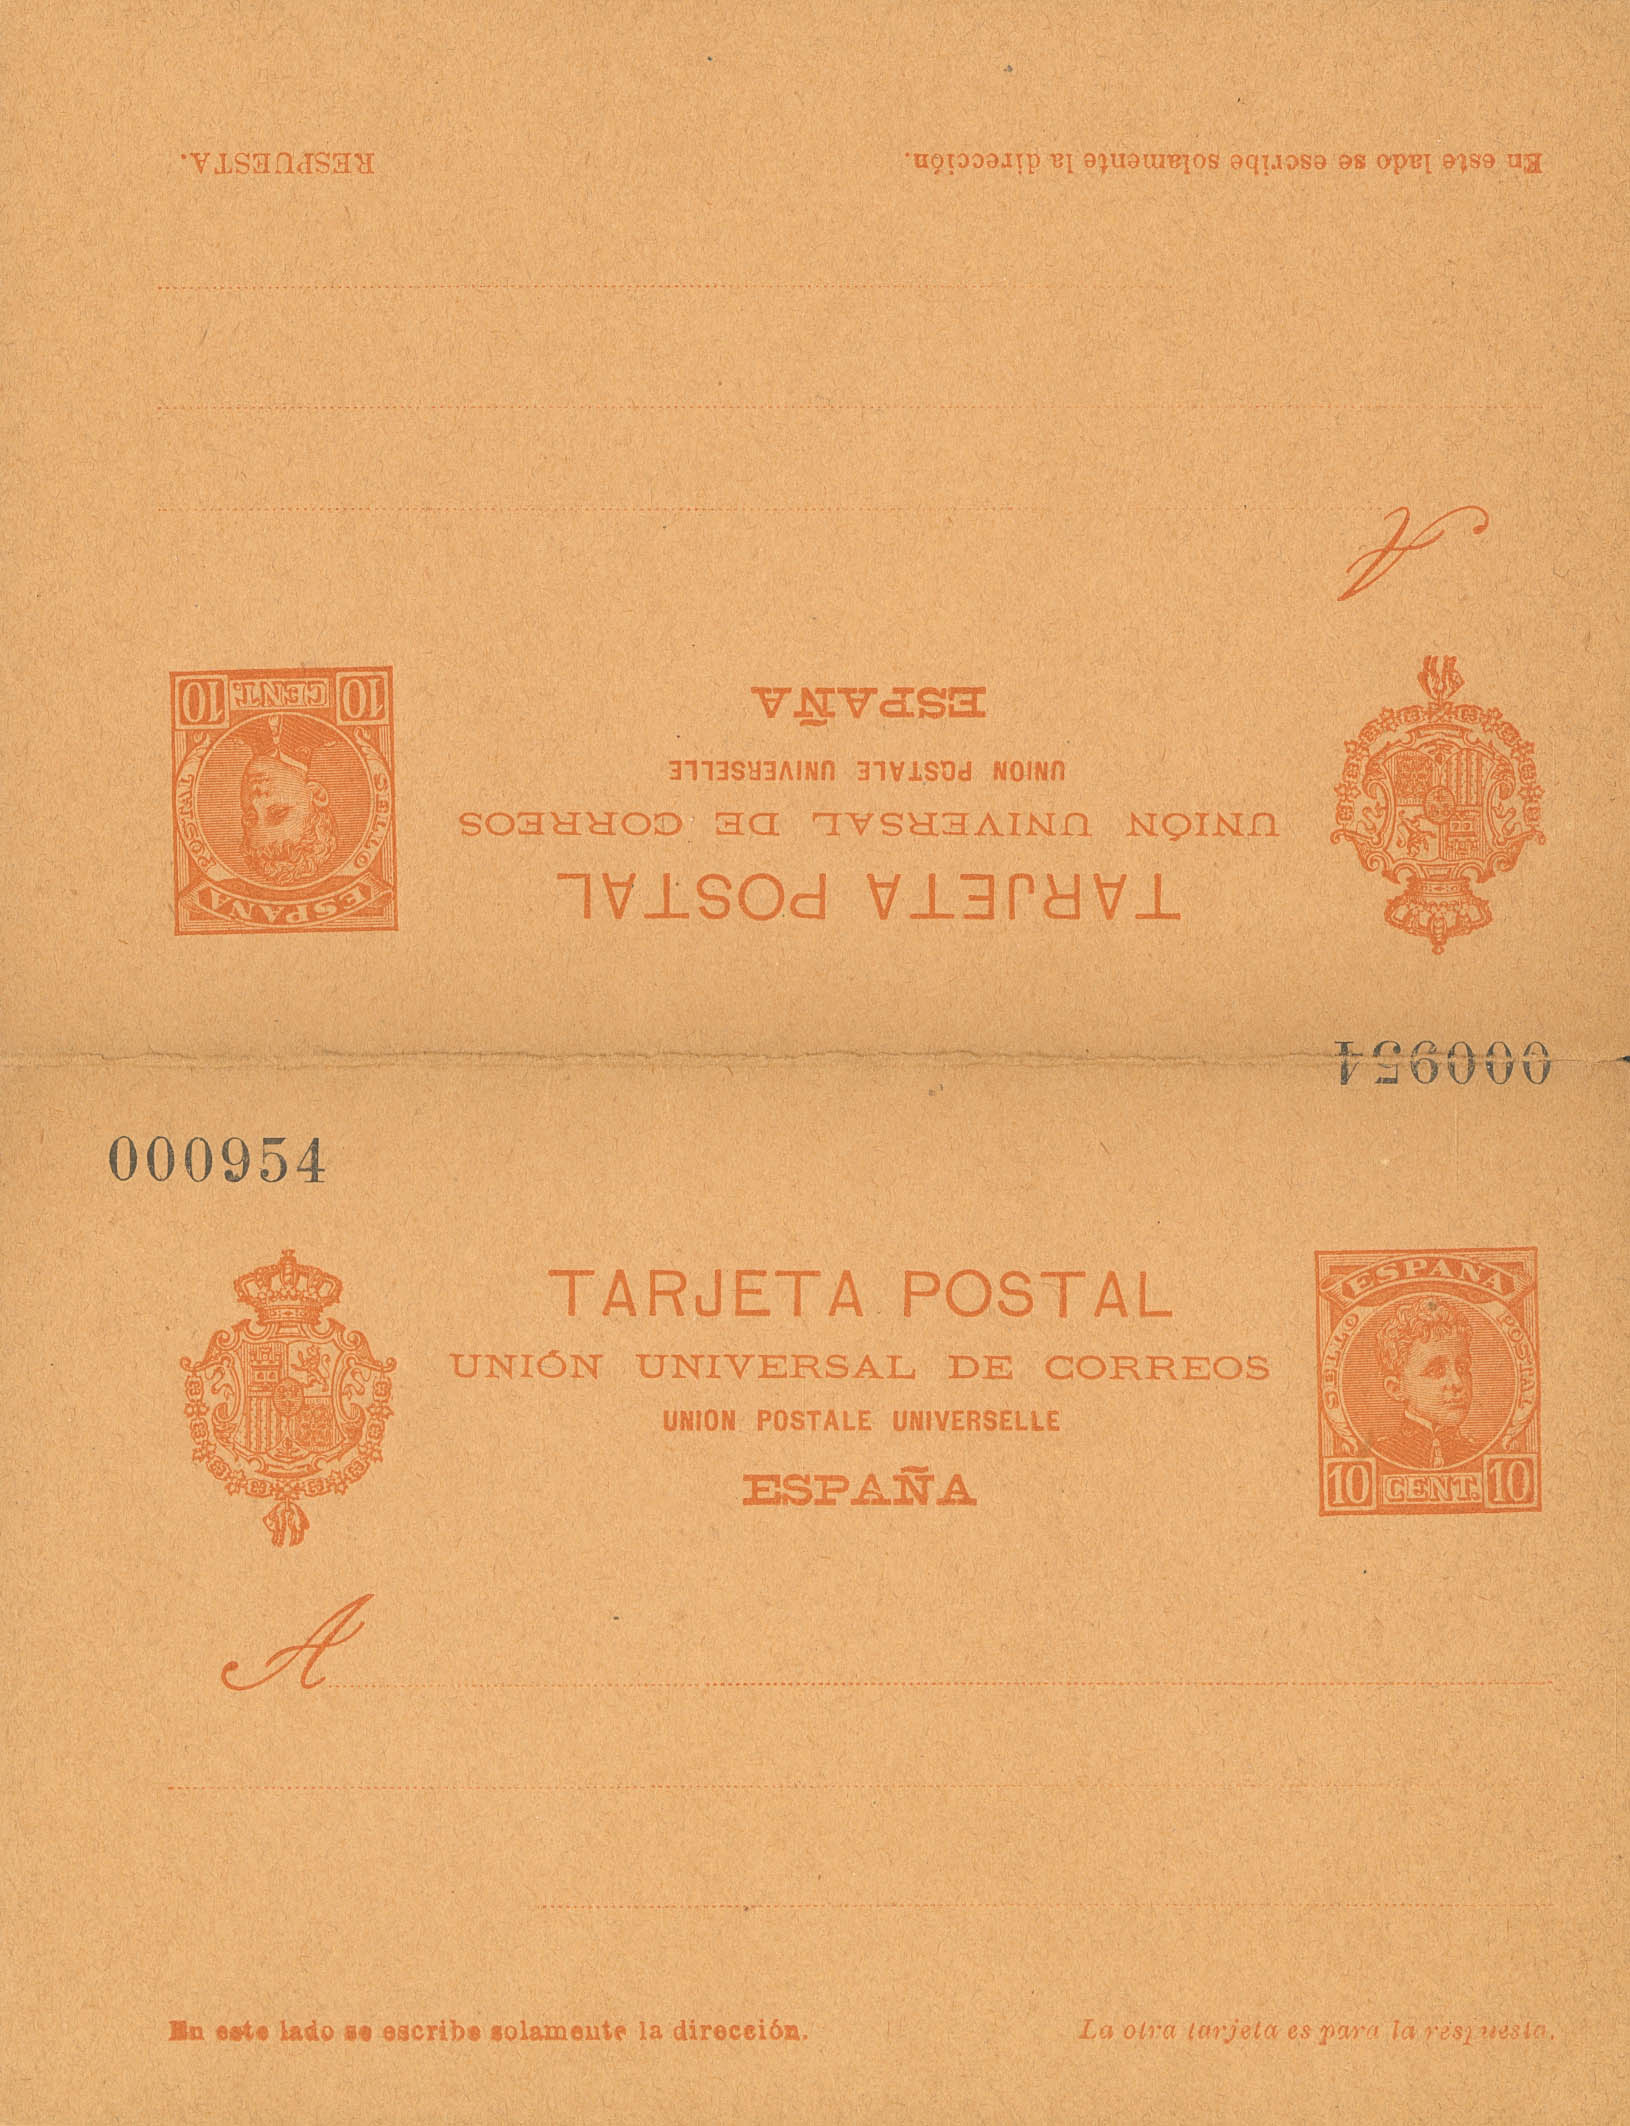 RESPUESTA.
En este lado se escribe solamente la dirección.
A
10 CENT. 10
SELLO POSTAL
ESPAÑA
ESPAÑA
UNION POSTALE UNIVERSELLE
UNIÓN UNIVERSAL DE CORREOS
TARJETA POSTAL
000954
000954
TARJETA POSTAL
UNIÓN UNIVERSAL DE CORREOS
UNION POSTALE UNIVERSELLE
ESPAÑA
ESPAÑA
SELLO POSTAL
10 CENT. 10
A
En este lado se escribe solamente la dirección.
La otra tarjeta es para la respuesta.